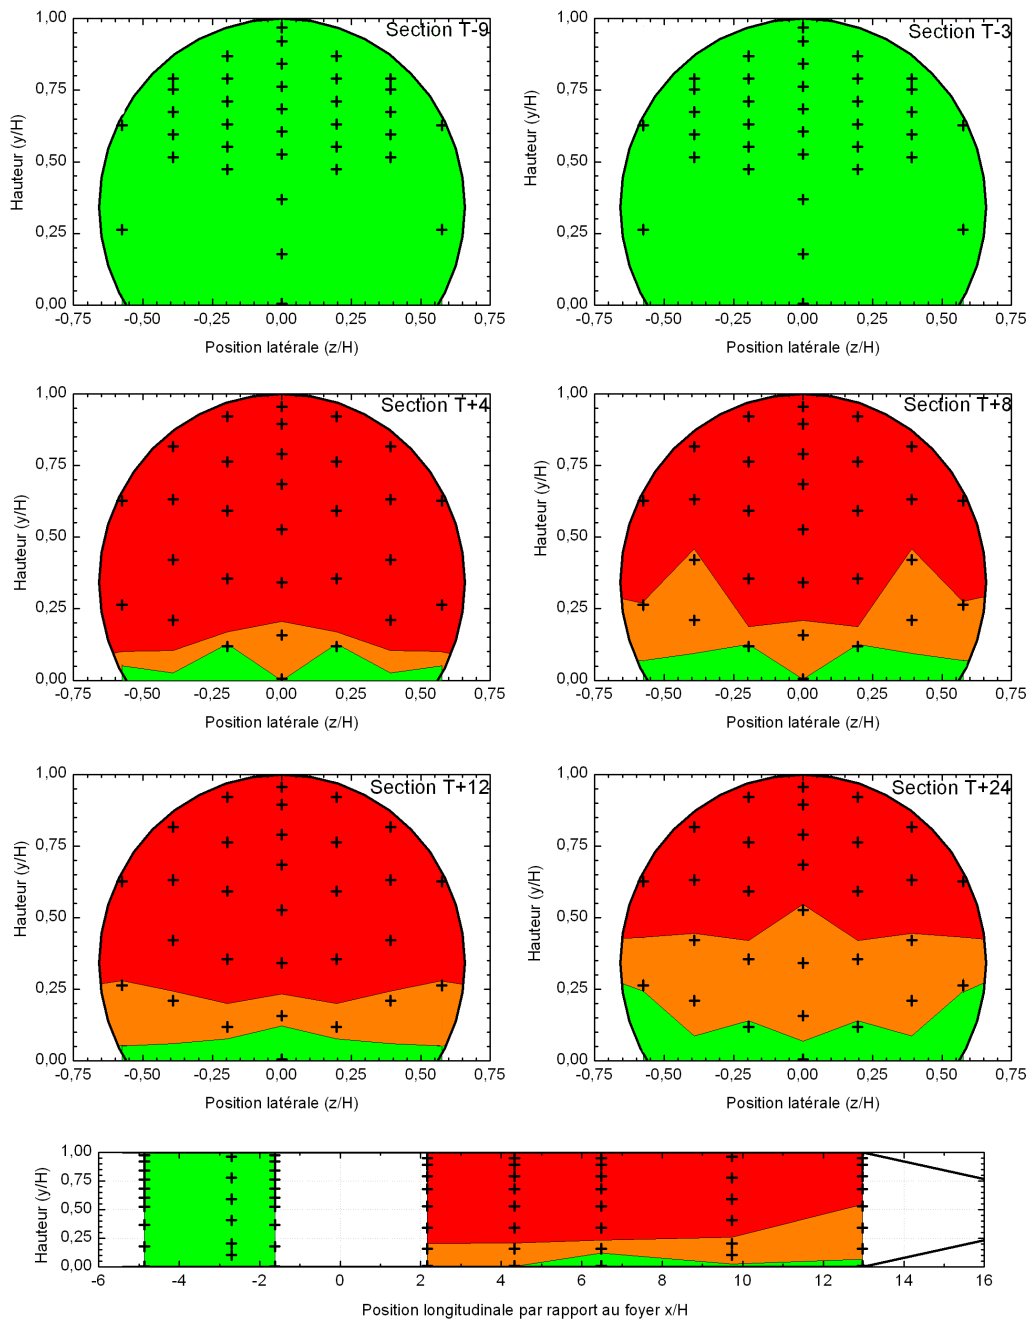 Section T-9
Hauteur (y/H)
1,00
0,75
0,50
0,25
0,00
-0,75 -0,50 -0,25 0,00 0,25 0,50 0,75
Position latérale (z/H)
Section T-3
Hauteur (y/H)
1,00
0,75
0,50
0,25
0,00
-0,75 -0,50 -0,25 0,00 0,25 0,50 0,75
Position latérale (z/H)
Section T+4
Hauteur (y/H)
1,00
0,75
0,50
0,25
0,00
-0,75 -0,50 -0,25 0,00 0,25 0,50 0,75
Position latérale (z/H)
Section T+8
Hauteur (y/H)
1,00
0,75
0,50
0,25
0,00
-0,75 -0,50 -0,25 0,00 0,25 0,50 0,75
Position latérale (z/H)
Section T+12
Hauteur (y/H)
1,00
0,75
0,50
0,25
0,00
-0,75 -0,50 -0,25 0,00 0,25 0,50 0,75
Position latérale (z/H)
Section T+24
Hauteur (y/H)
1,00
0,75
0,50
0,25
0,00
-0,75 -0,50 -0,25 0,00 0,25 0,50 0,75
Position latérale (z/H)
Hauteur (y/H)
1,00
0,75
0,50
0,25
0,00
-6 -4 -2 0 2 4 6 8 10 12 14 16
Position longitudinale par rapport au foyer x/H